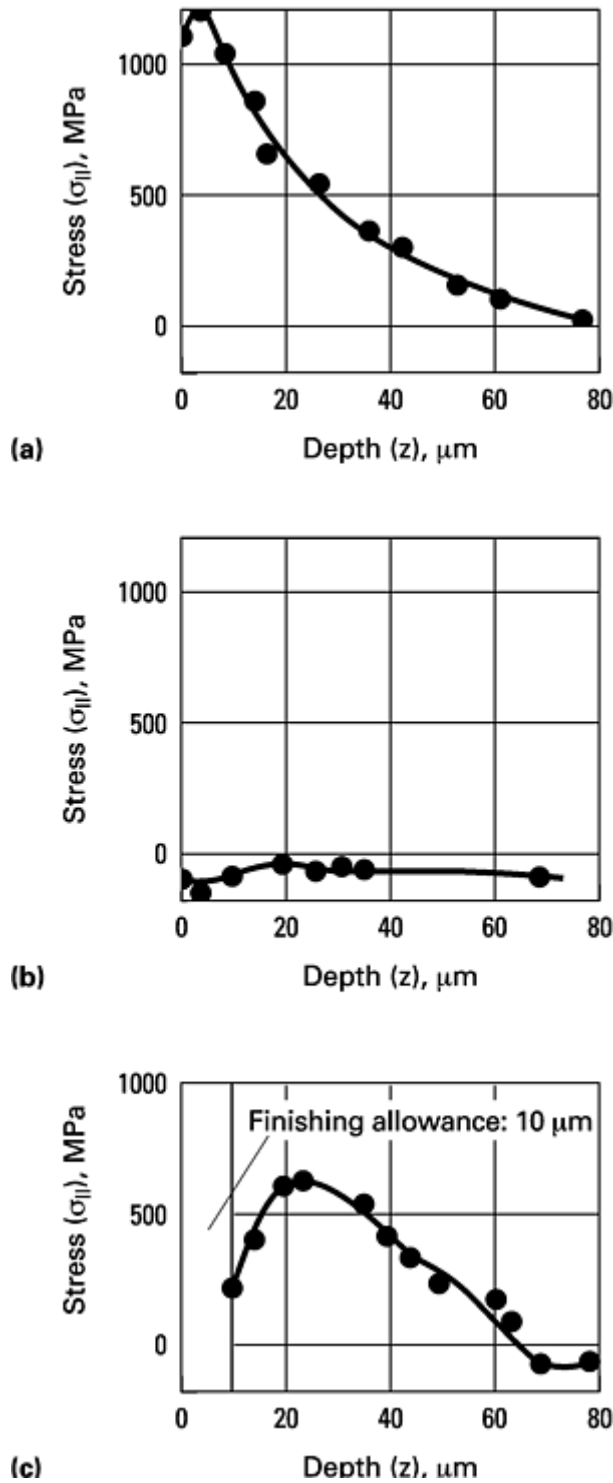 1000
500
0
Stress (σ||), MPa
0 20 40 60 80
(a) Depth (z), μm
1000
500
0
Stress (σ||), MPa
0 20 40 60 80
(b) Depth (z), μm
1000
Finishing allowance: 10 μm
500
0
Stress (σ||), MPa
0 20 40 60 80
(c) Depth (z), μm